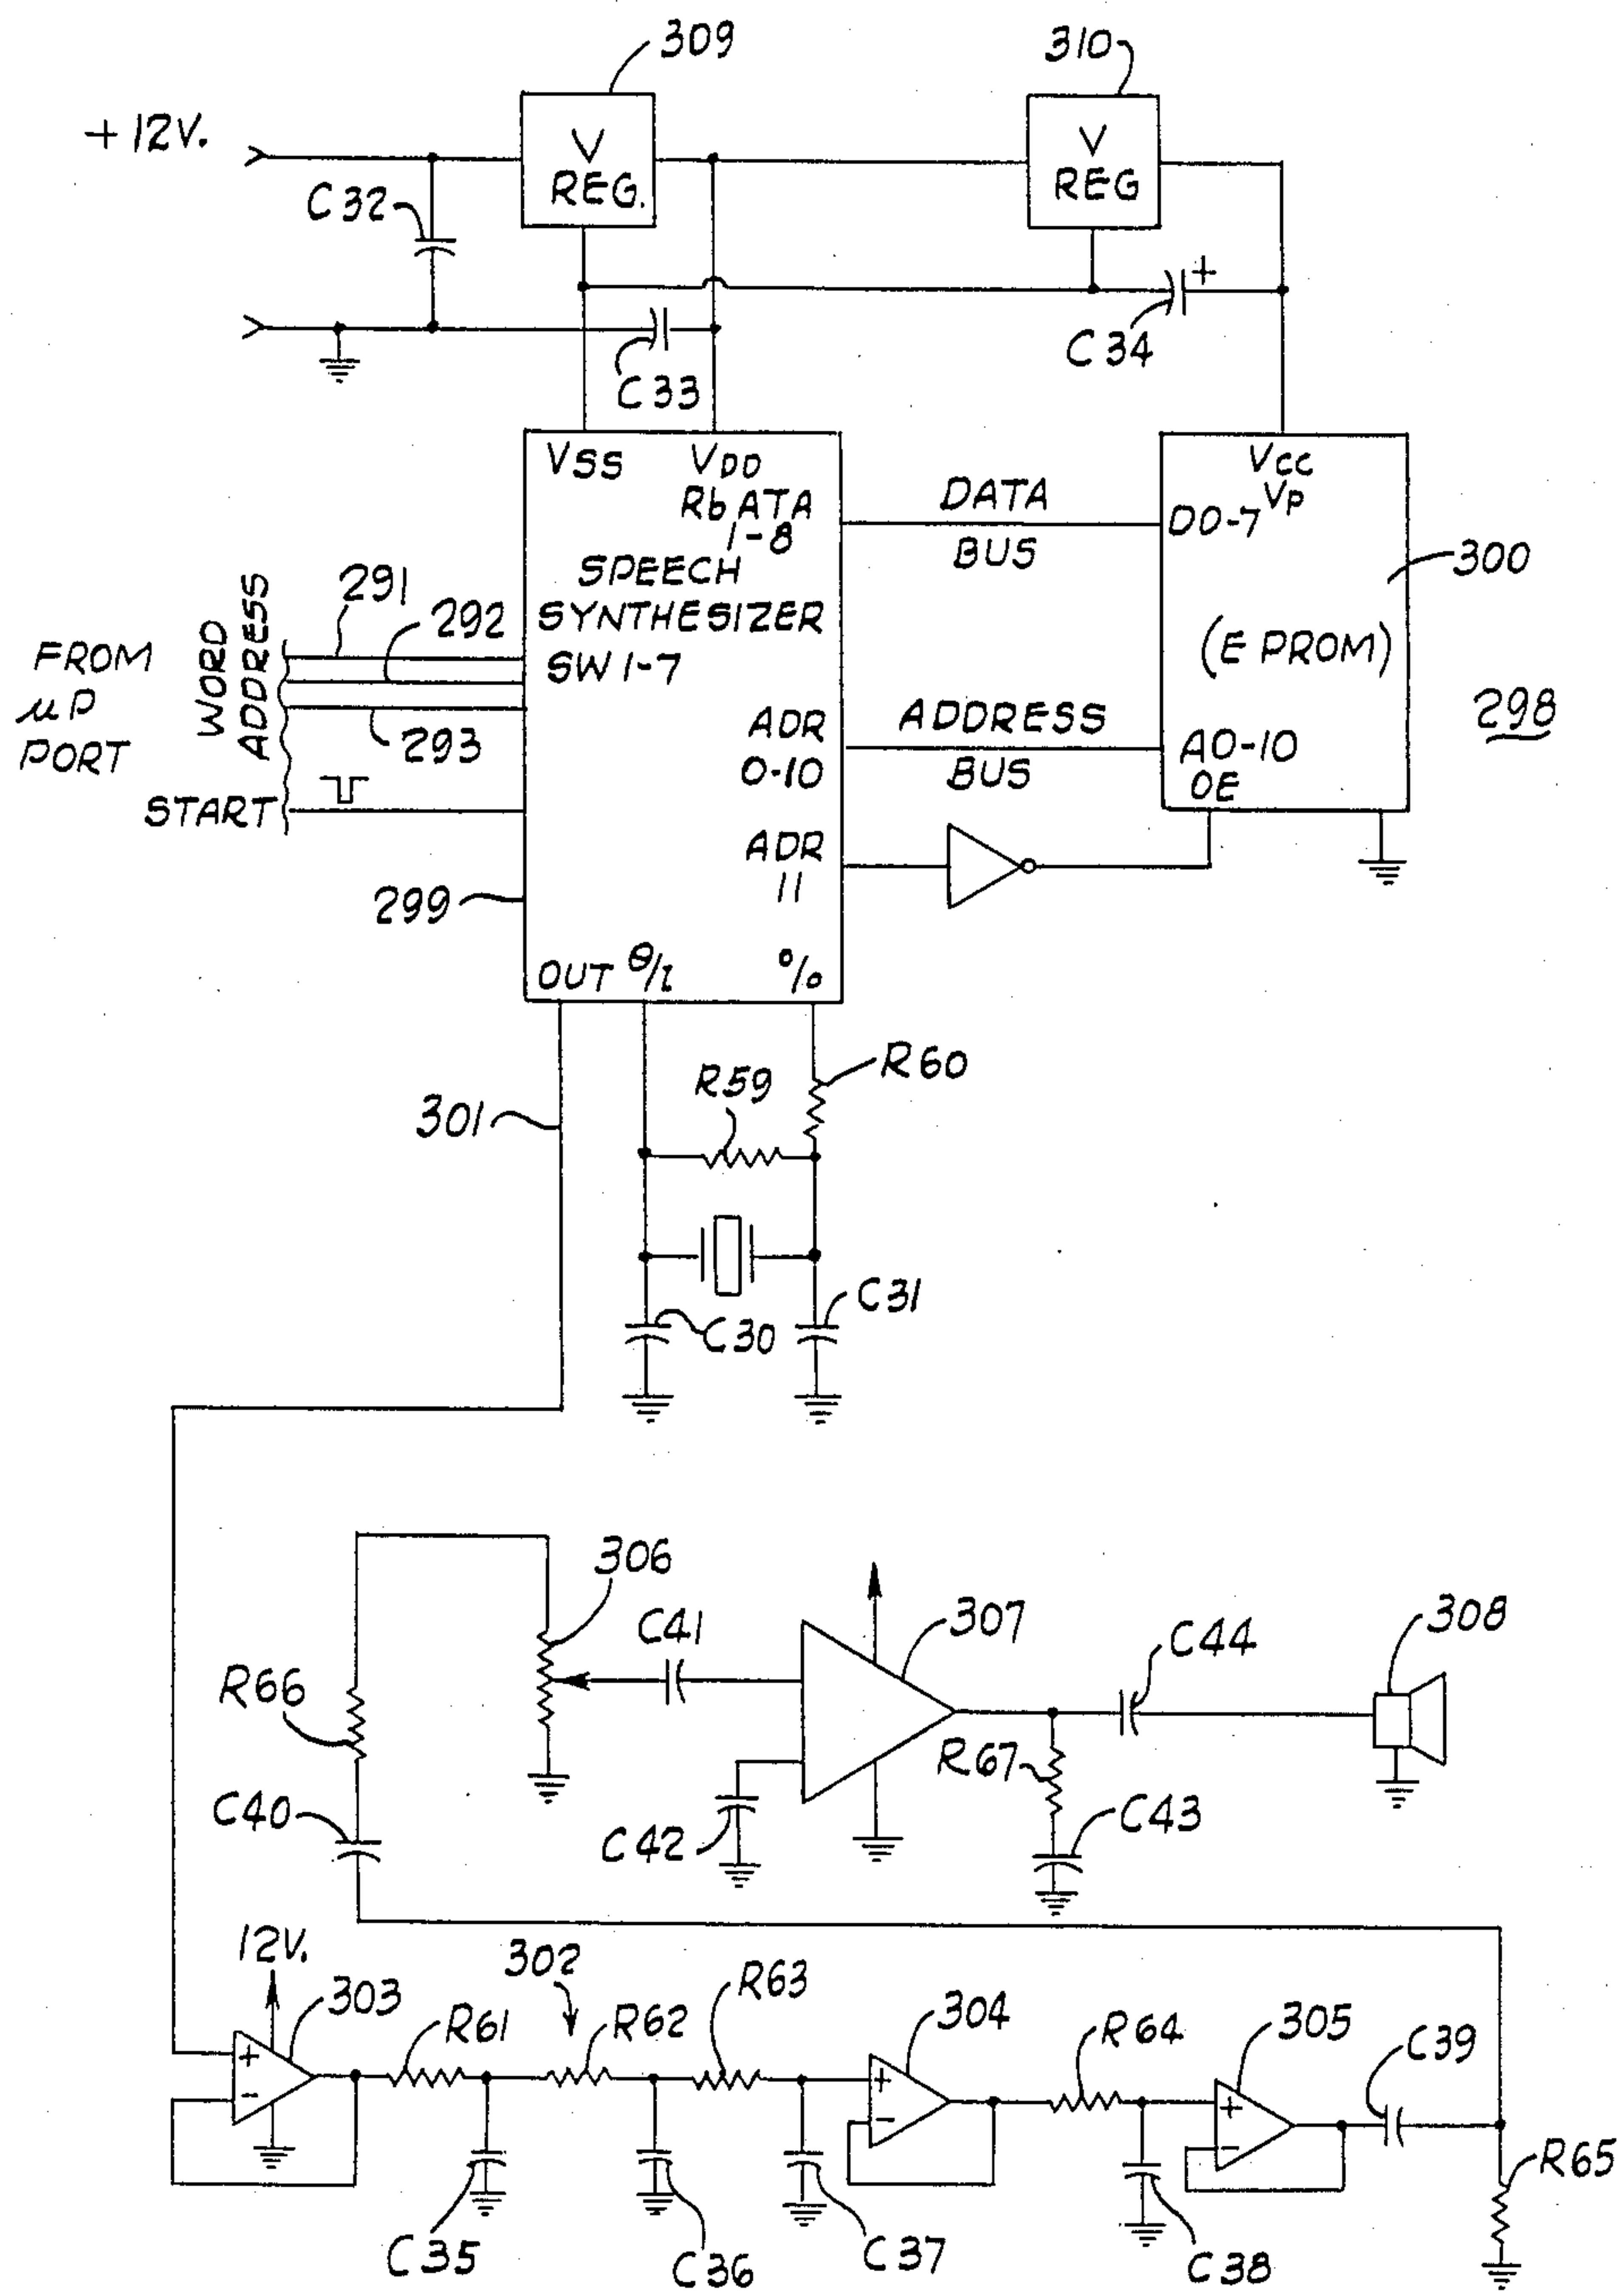 309
310
+12V.
V
REG.
V
REG
C32
+
C33
C34
VSS
VDD
RbATA
1-8
SPEECH
SYNTHESIZER
SW 1-7
ADR
0-10
ADR
11
OUT
θ/I
%
DATA
BUS
ADDRESS
BUS
VCC
VP
D0-7
(E PROM)
A0-10
OE
300
298
FROM
μP
PORT
WORD
ADDRESS
291
292
293
START
299
301
R59
R60
C30
C31
306
C41
307
C44
308
R66
R67
C40
C42
C43
12V.
303
302
R61
R62
R63
304
R64
305
C39
+
-
+
-
+
-
R65
C35
C36
C37
C38